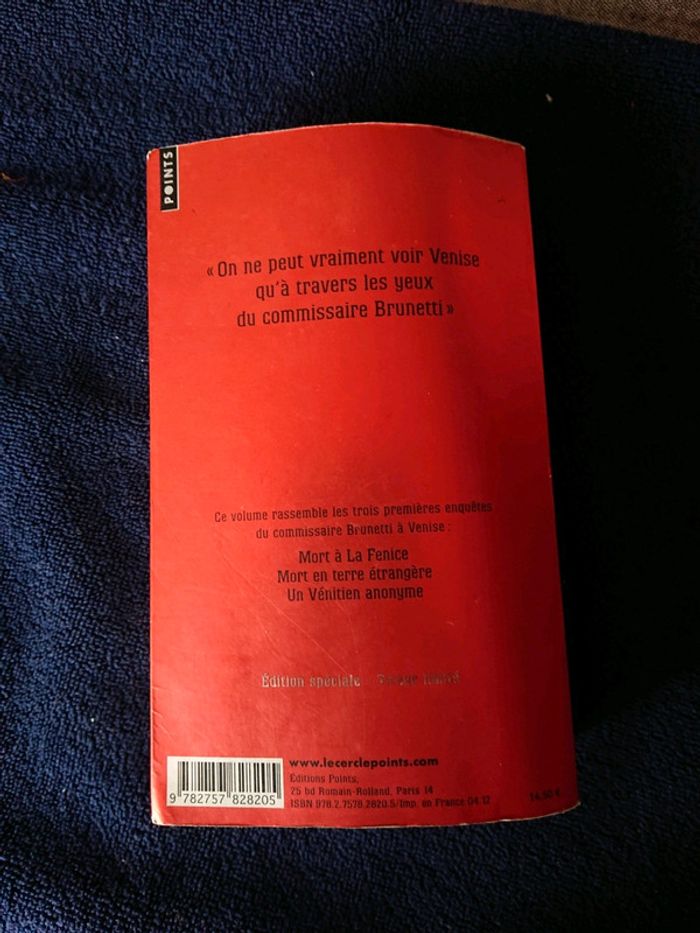 POINTS
« On ne peut vraiment voir Venise
qu'à travers les yeux
du commissaire Brunetti »
Ce volume rassemble les trois premières enquêtes
du commissaire Brunetti à Venise :
Mort à La Fenice
Mort en terre étrangère
Un Vénitien anonyme
Édition spéciale
www.lecerclepoints.com
Éditions Points,
25 bd Romain-Rolland, Paris 14
ISBN 978.2.7578.2820.5/Imp. en France 04.12
9 782757 828205